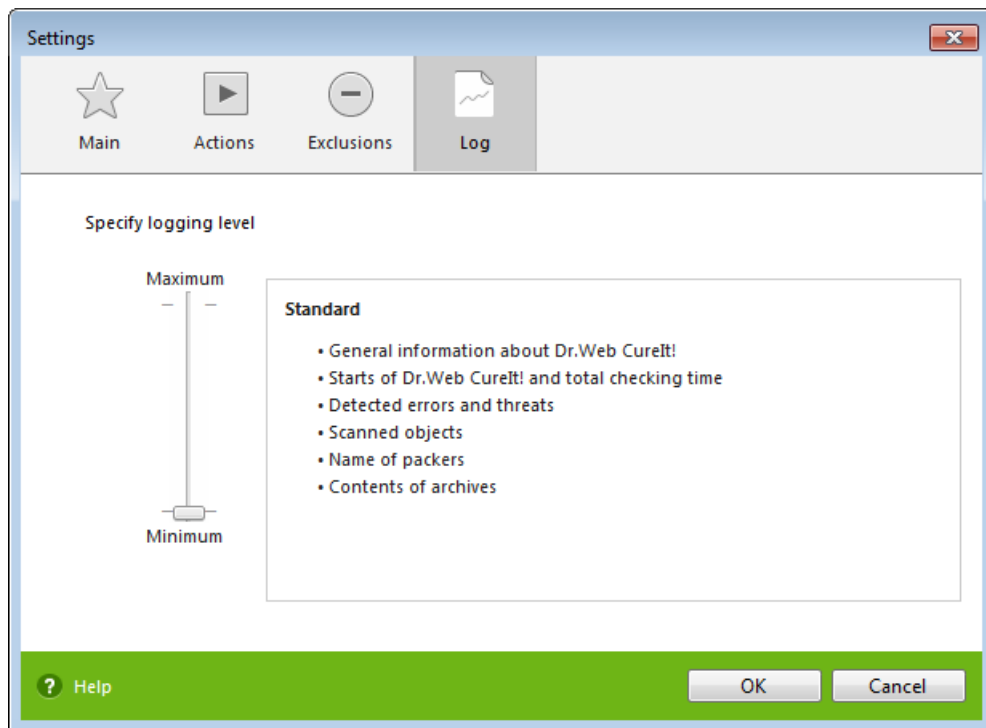 Settings
Main Actions Exclusions Log
Specify logging level
Maximum
Standard
• General information about Dr.Web CureIt!
• Starts of Dr.Web CureIt! and total checking time
• Detected errors and threats
• Scanned objects
• Name of packers
• Contents of archives
Minimum
? Help OK Cancel